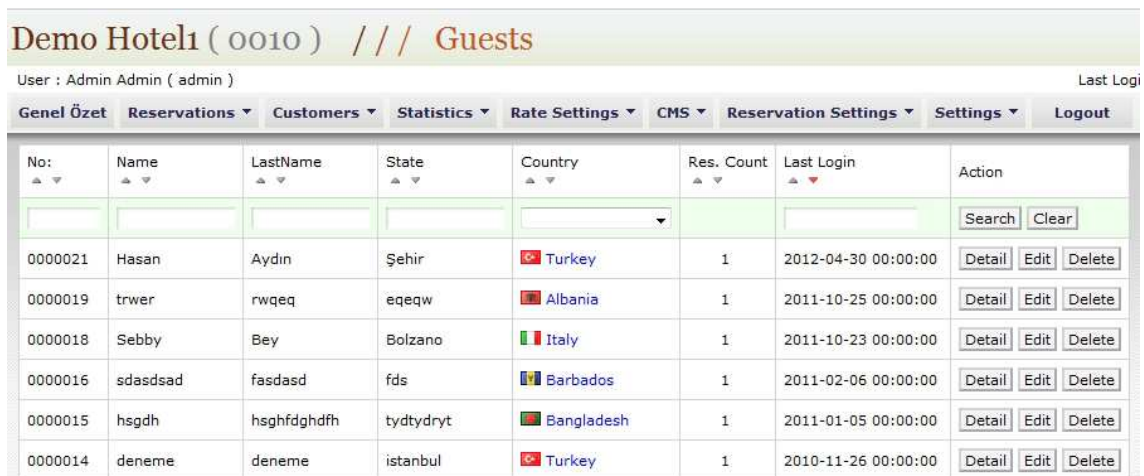 Demo Hotel1 ( 0010 ) /// Guests
User : Admin Admin ( admin ) Last Logi
Genel Özet Reservations Customers Statistics Rate Settings CMS Reservation Settings Settings Logout
No: Name LastName State Country Res. Count Last Login Action
Search Clear
0000021 Hasan Aydın Şehir Turkey 1 2012-04-30 00:00:00 Detail Edit Delete
0000019 trwer rwqeq eqeqw Albania 1 2011-10-25 00:00:00 Detail Edit Delete
0000018 Sebby Bey Bolzano Italy 1 2011-10-23 00:00:00 Detail Edit Delete
0000016 sdasdsad fasdasd fds Barbados 1 2011-02-06 00:00:00 Detail Edit Delete
0000015 hsgdh hsghfdghdfh tydtydryt Bangladesh 1 2011-01-05 00:00:00 Detail Edit Delete
0000014 deneme deneme istanbul Turkey 1 2010-11-26 00:00:00 Detail Edit Delete